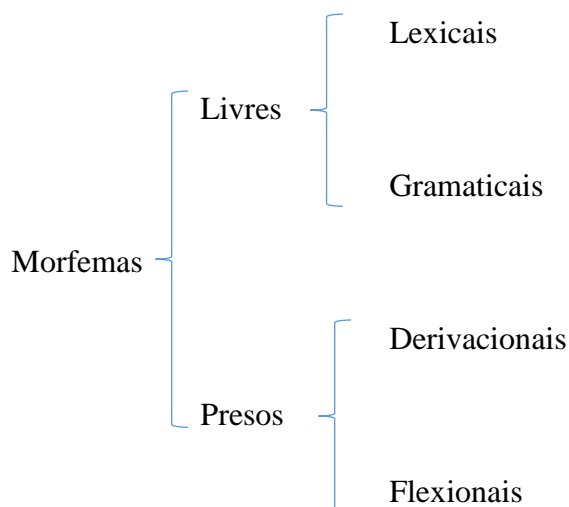 Lexicais
Livres
Gramaticais
Morfemas
Derivacionais
Presos
Flexionais